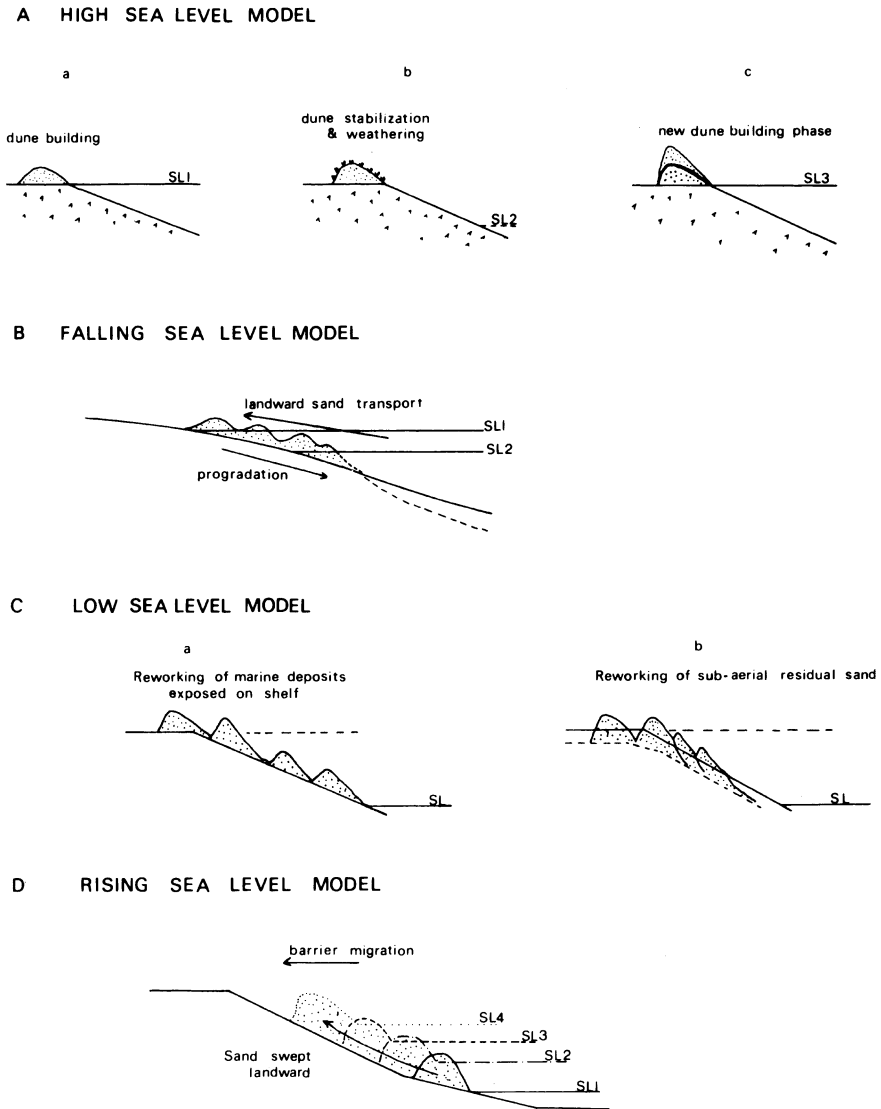 A HIGH SEA LEVEL MODEL
a
dune building
SL1
b
dune stabilization
& weathering
SL2
c
new dune building phase
SL3
B FALLING SEA LEVEL MODEL
landward sand transport
SL1
SL2
progradation
C LOW SEA LEVEL MODEL
a
Reworking of marine deposits
exposed on shelf
SL
b
Reworking of sub-aerial residual sand
SL
D RISING SEA LEVEL MODEL
barrier migration
SL4
SL3
SL2
SL1
Sand swept
landward